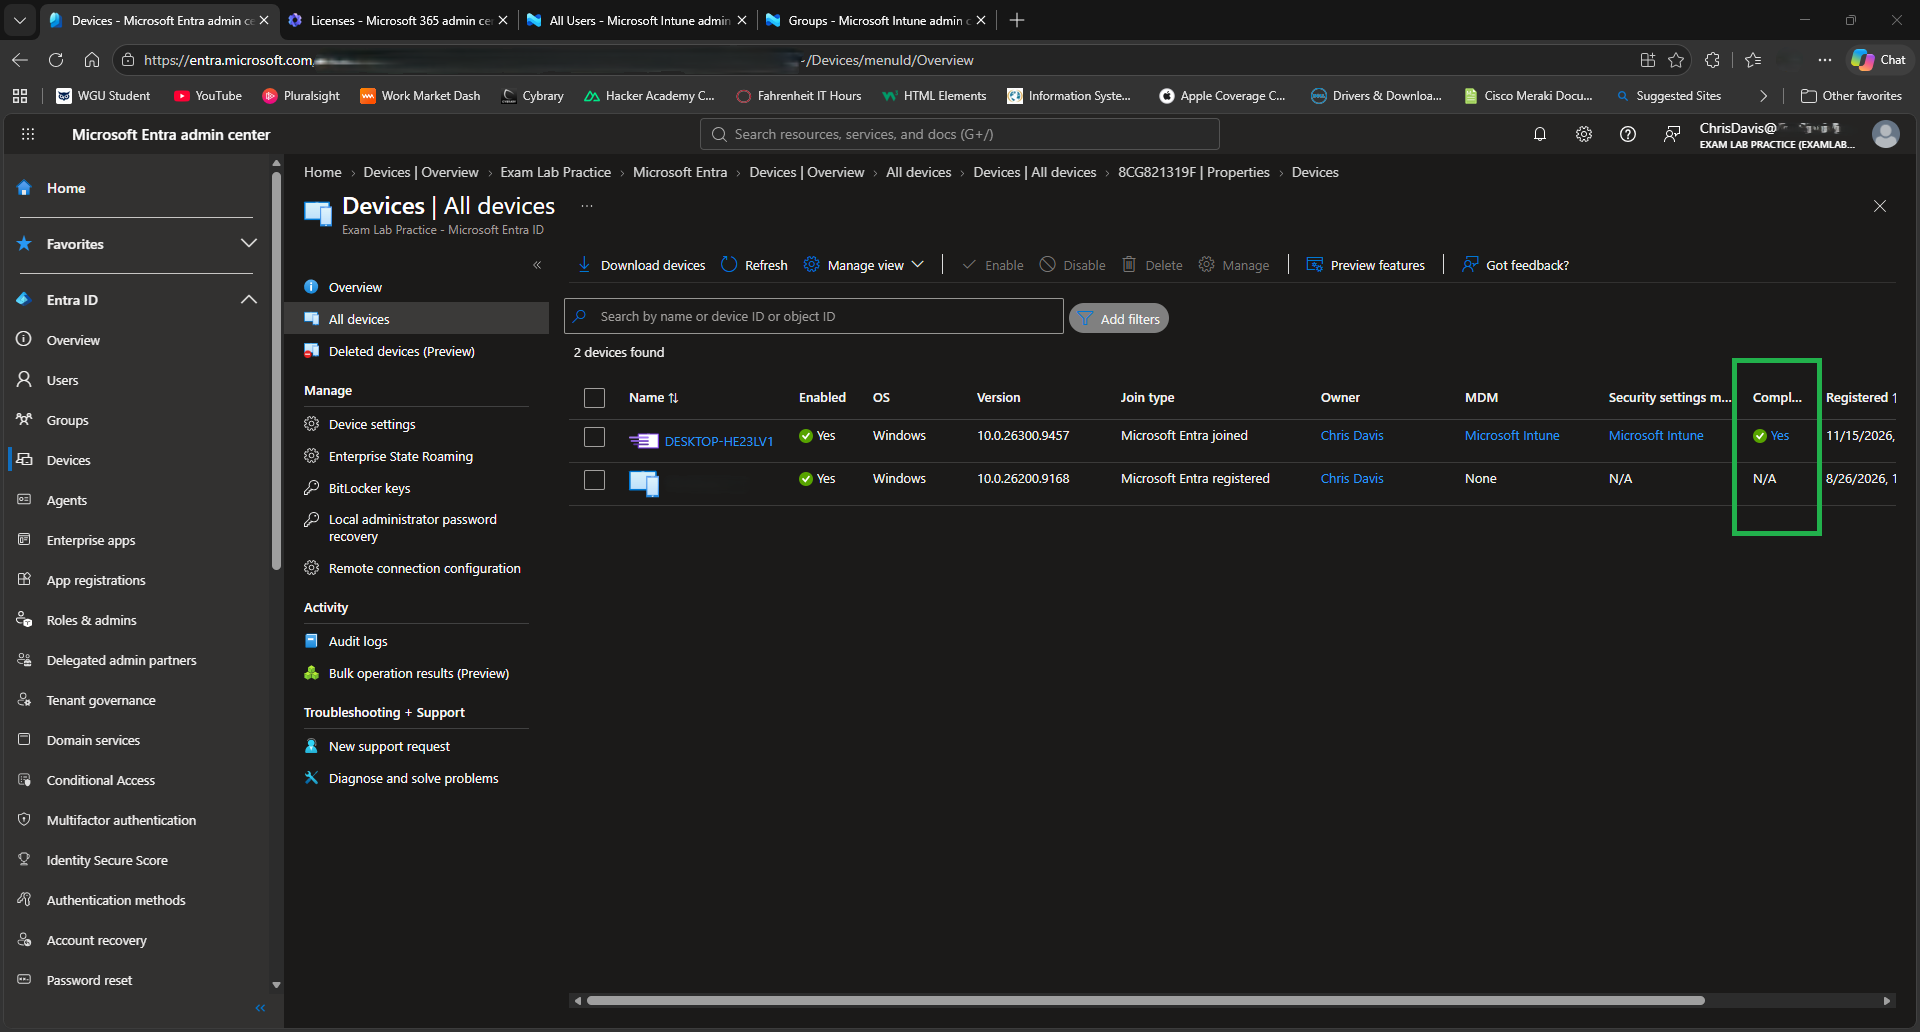 Devices - Microsoft Entra admin ce
Licenses - Microsoft 365 admin cer
All Users - Microsoft Intune admin
Groups - Microsoft Intune admin c
https://entra.microsoft.com
/Devices/menuId/Overview
Chat
WGU Student
YouTube
Pluralsight
Work Market Dash
Cybrary
Hacker Academy C...
Fahrenheit IT Hours
HTML Elements
Information Syste...
Apple Coverage C...
Drivers & Downloa...
Cisco Meraki Docu...
Suggested Sites
Other favorites
Microsoft Entra admin center
Search resources, services, and docs (G+/)
ChrisDavis@
EXAM LAB PRACTICE (EXAMLAB...
Home
Favorites
Entra ID
Overview
Users
Groups
Devices
Agents
Enterprise apps
App registrations
Roles & admins
Delegated admin partners
Tenant governance
Domain services
Conditional Access
Multifactor authentication
Identity Secure Score
Authentication methods
Account recovery
Password reset
Home > Devices | Overview > Exam Lab Practice > Microsoft Entra > Devices | Overview > All devices > Devices | All devices > 8CG821319F | Properties > Devices
Devices | All devices ...
Exam Lab Practice - Microsoft Entra ID
Overview
All devices
Deleted devices (Preview)
Manage
Device settings
Enterprise State Roaming
BitLocker keys
Local administrator password
recovery
Remote connection configuration
Activity
Audit logs
Bulk operation results (Preview)
Troubleshooting + Support
New support request
Diagnose and solve problems
Download devices
Refresh
Manage view
Enable
Disable
Delete
Manage
Preview features
Got feedback?
Search by name or device ID or object ID
Add filters
2 devices found
Name Enabled OS Version Join type Owner MDM Security settings m... Compl... Registered
DESKTOP-HE23LV1 Yes Windows 10.0.26300.9457 Microsoft Entra joined Chris Davis Microsoft Intune Microsoft Intune Yes 11/15/2026,
Yes Windows 10.0.26200.9168 Microsoft Entra registered Chris Davis None N/A N/A 8/26/2026, 1